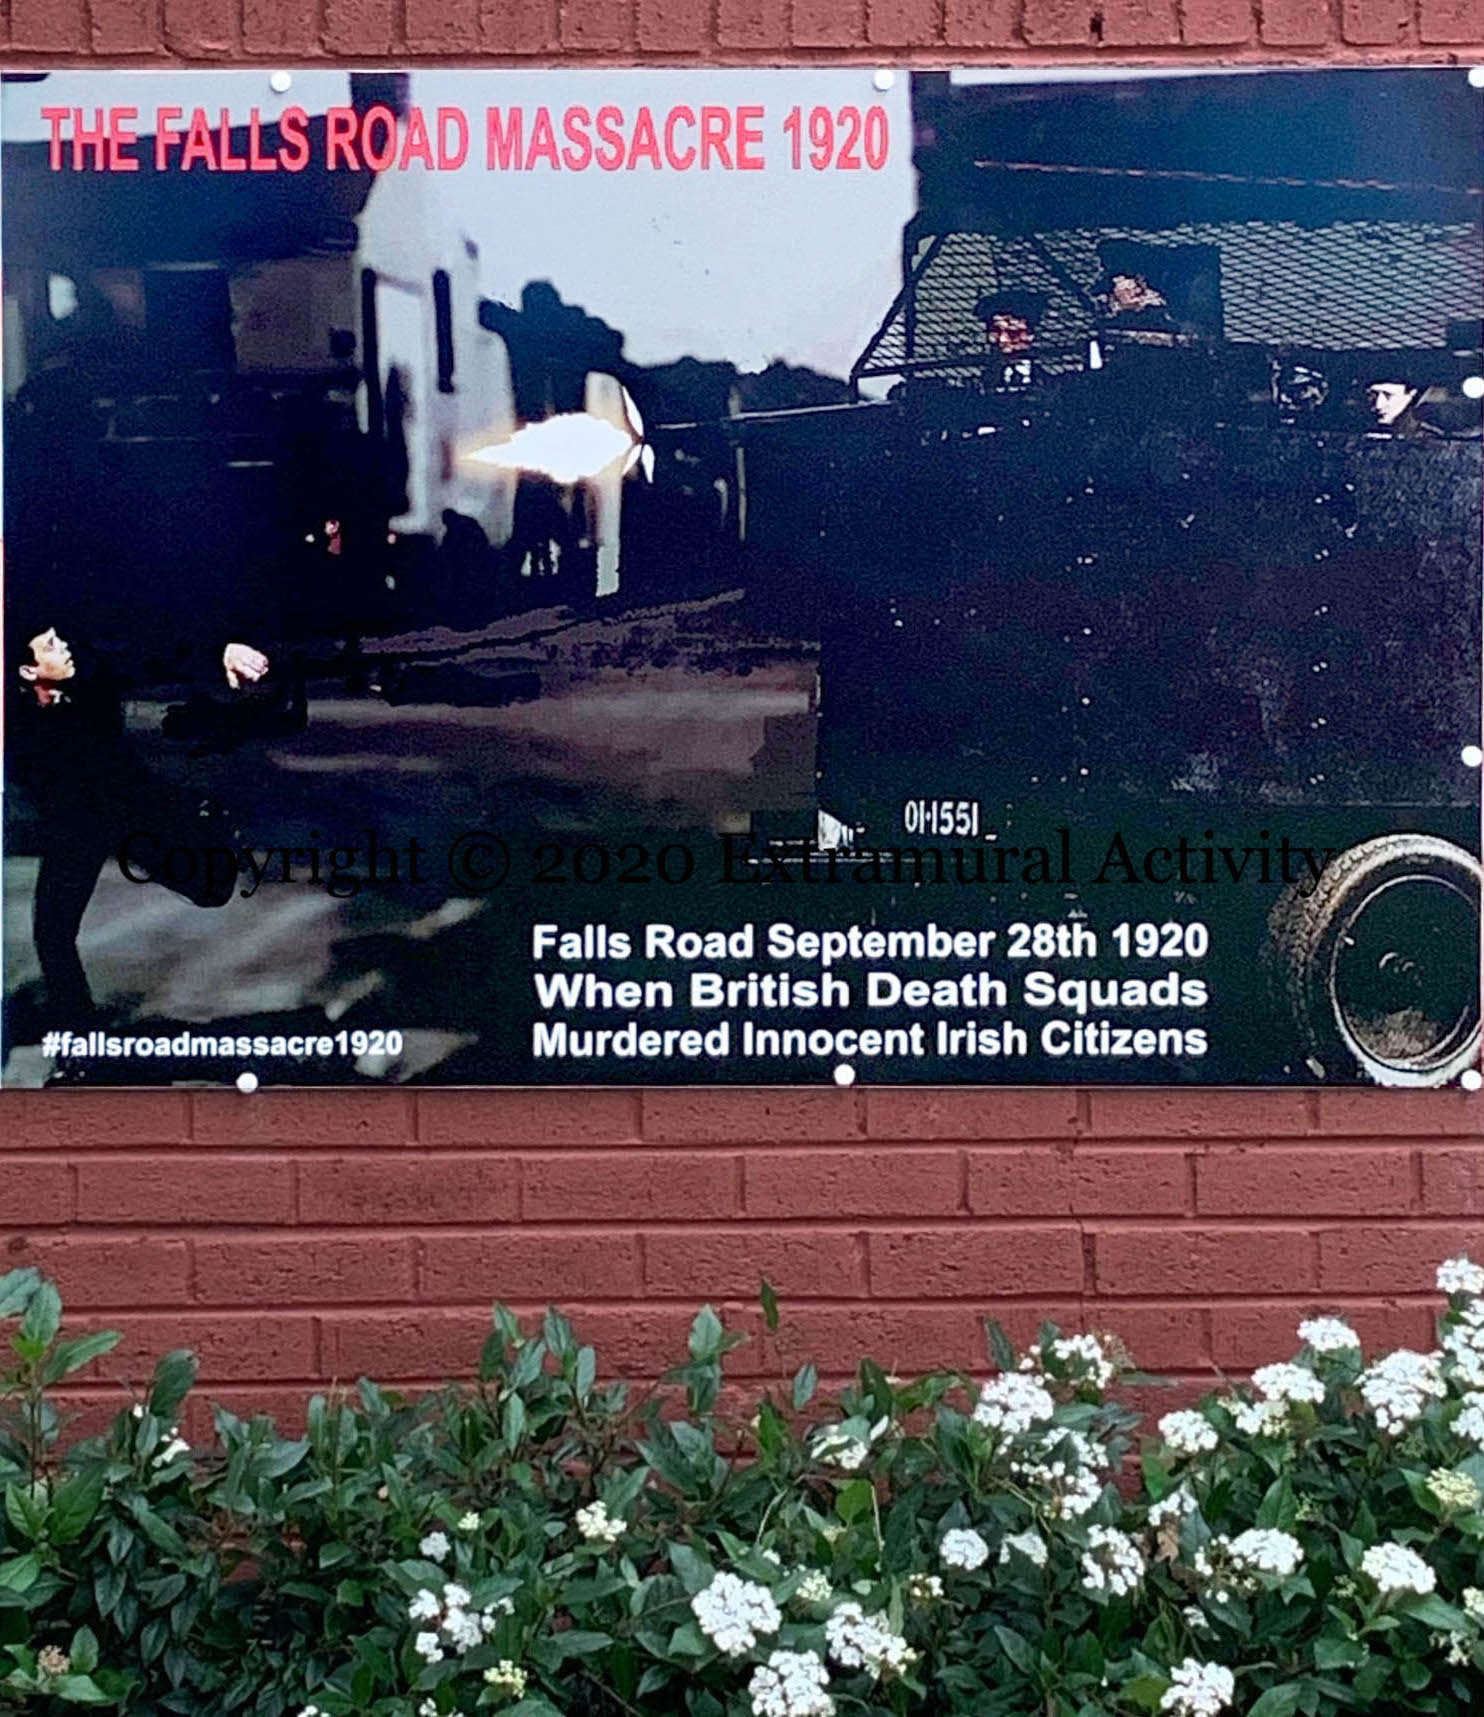 THE FALLS ROAD MASSACRE 1920
OI·1551
Copyright © 2020 Extramural Activity
Falls Road September 28th 1920
When British Death Squads
Murdered Innocent Irish Citizens
#fallsroadmassacre1920